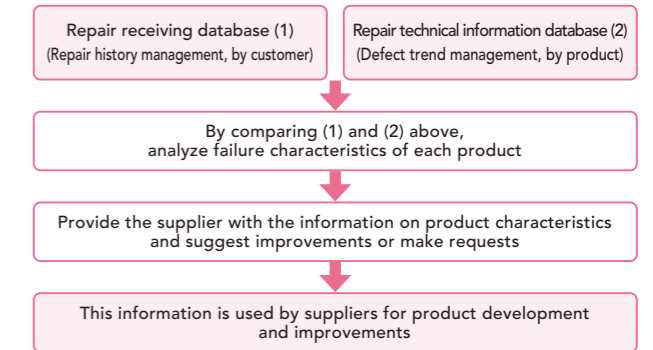 Repair receiving database (1)
(Repair history management, by customer)
Repair technical information database (2)
(Defect trend management, by product)
By comparing (1) and (2) above,
analyze failure characteristics of each product
Provide the supplier with the information on product characteristics
and suggest improvements or make requests
This information is used by suppliers for product development
and improvements